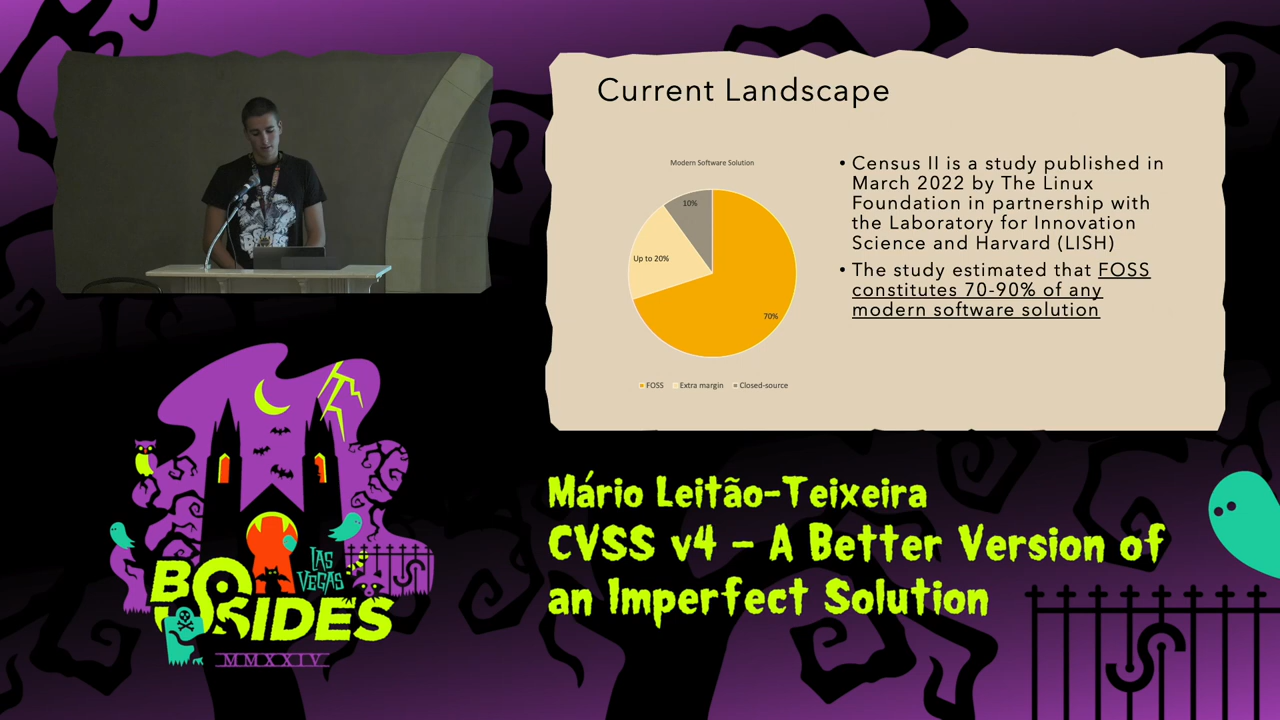 Current Landscape
Modern Software Solution
10%
Up to 20%
70%
FOSS
Extra margin
Closed-source
• Census II is a study published in
March 2022 by The Linux
Foundation in partnership with
the Laboratory for Innovation
Science and Harvard (LISH)
• The study estimated that FOSS
constitutes 70-90% of any
modern software solution
LAS
VEGAS
BSIDES
MMXXIV
Mário Leitão-Teixeira
CVSS v4 - A Better Version of
an Imperfect Solution